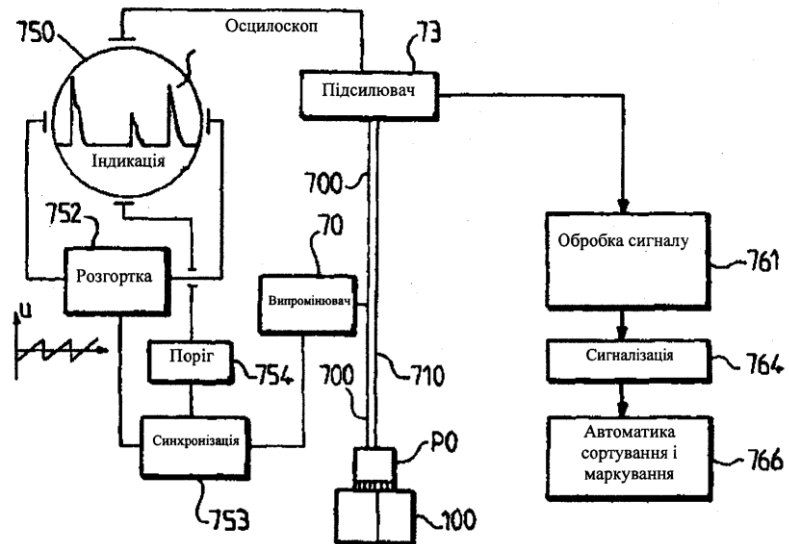 750
Осцилоскоп
73
Підсилювач
Індикація
700
752
70
Розгортка
Випромінювач
Обробка сигналу
761
u
Поріг
754
700
710
Сигналізація
764
Синхронізація
PO
Автоматика
сортування і
маркування
766
753
100